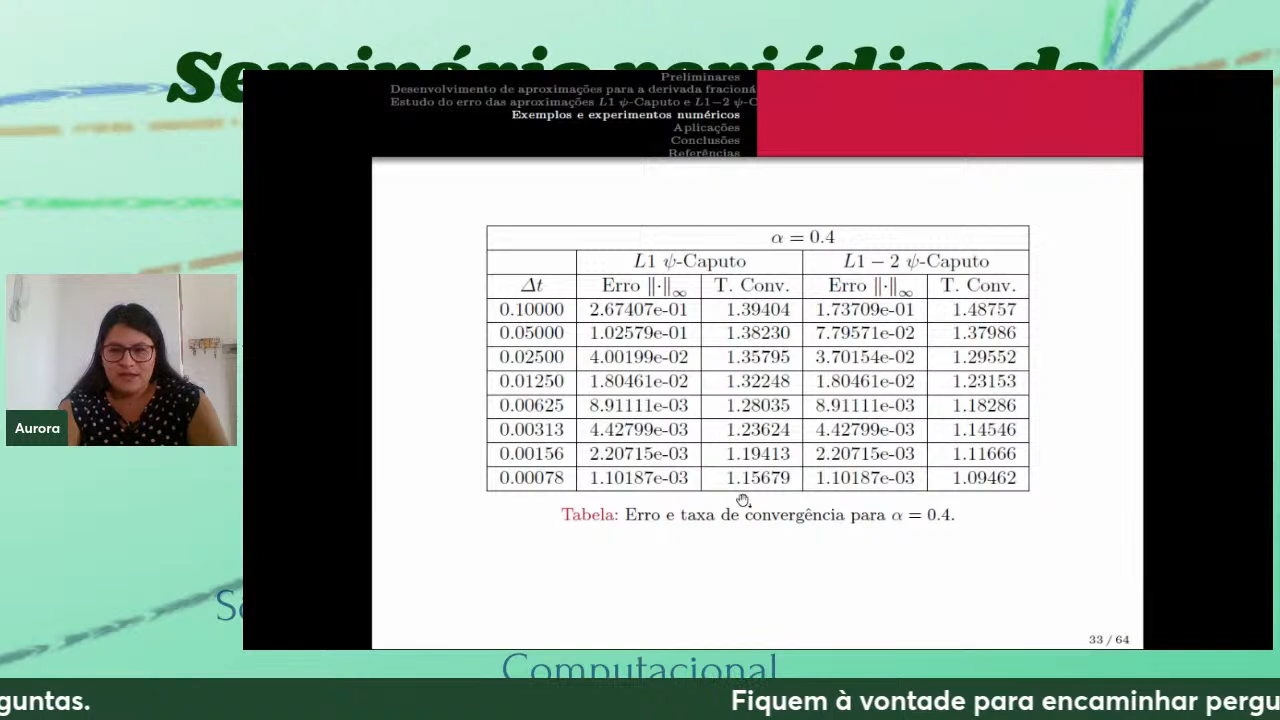 Seminário periódico de
Preliminares
Desenvolvimento de aproximações para a derivada fracioná
Estudo do erro das aproximações L1 ψ-Caputo e L1−2 ψ-C
Exemplos e experimentos numéricos
Aplicações
Conclusões
Referências
α = 0.4
L1 ψ-Caputo L1 − 2 ψ-Caputo
Δt Erro ‖·‖∞ T. Conv. Erro ‖·‖∞ T. Conv.
0.10000 2.67407e-01 1.39404 1.73709e-01 1.48757
0.05000 1.02579e-01 1.38230 7.79571e-02 1.37986
0.02500 4.00199e-02 1.35795 3.70154e-02 1.29552
0.01250 1.80461e-02 1.32248 1.80461e-02 1.23153
0.00625 8.91111e-03 1.28035 8.91111e-03 1.18286
0.00313 4.42799e-03 1.23624 4.42799e-03 1.14546
0.00156 2.20715e-03 1.19413 2.20715e-03 1.11666
0.00078 1.10187e-03 1.15679 1.10187e-03 1.09462
Tabela: Erro e taxa de convergência para α = 0.4.
33 / 64
Aurora
Computacional
guntas. Fiquem à vontade para encaminhar pergu